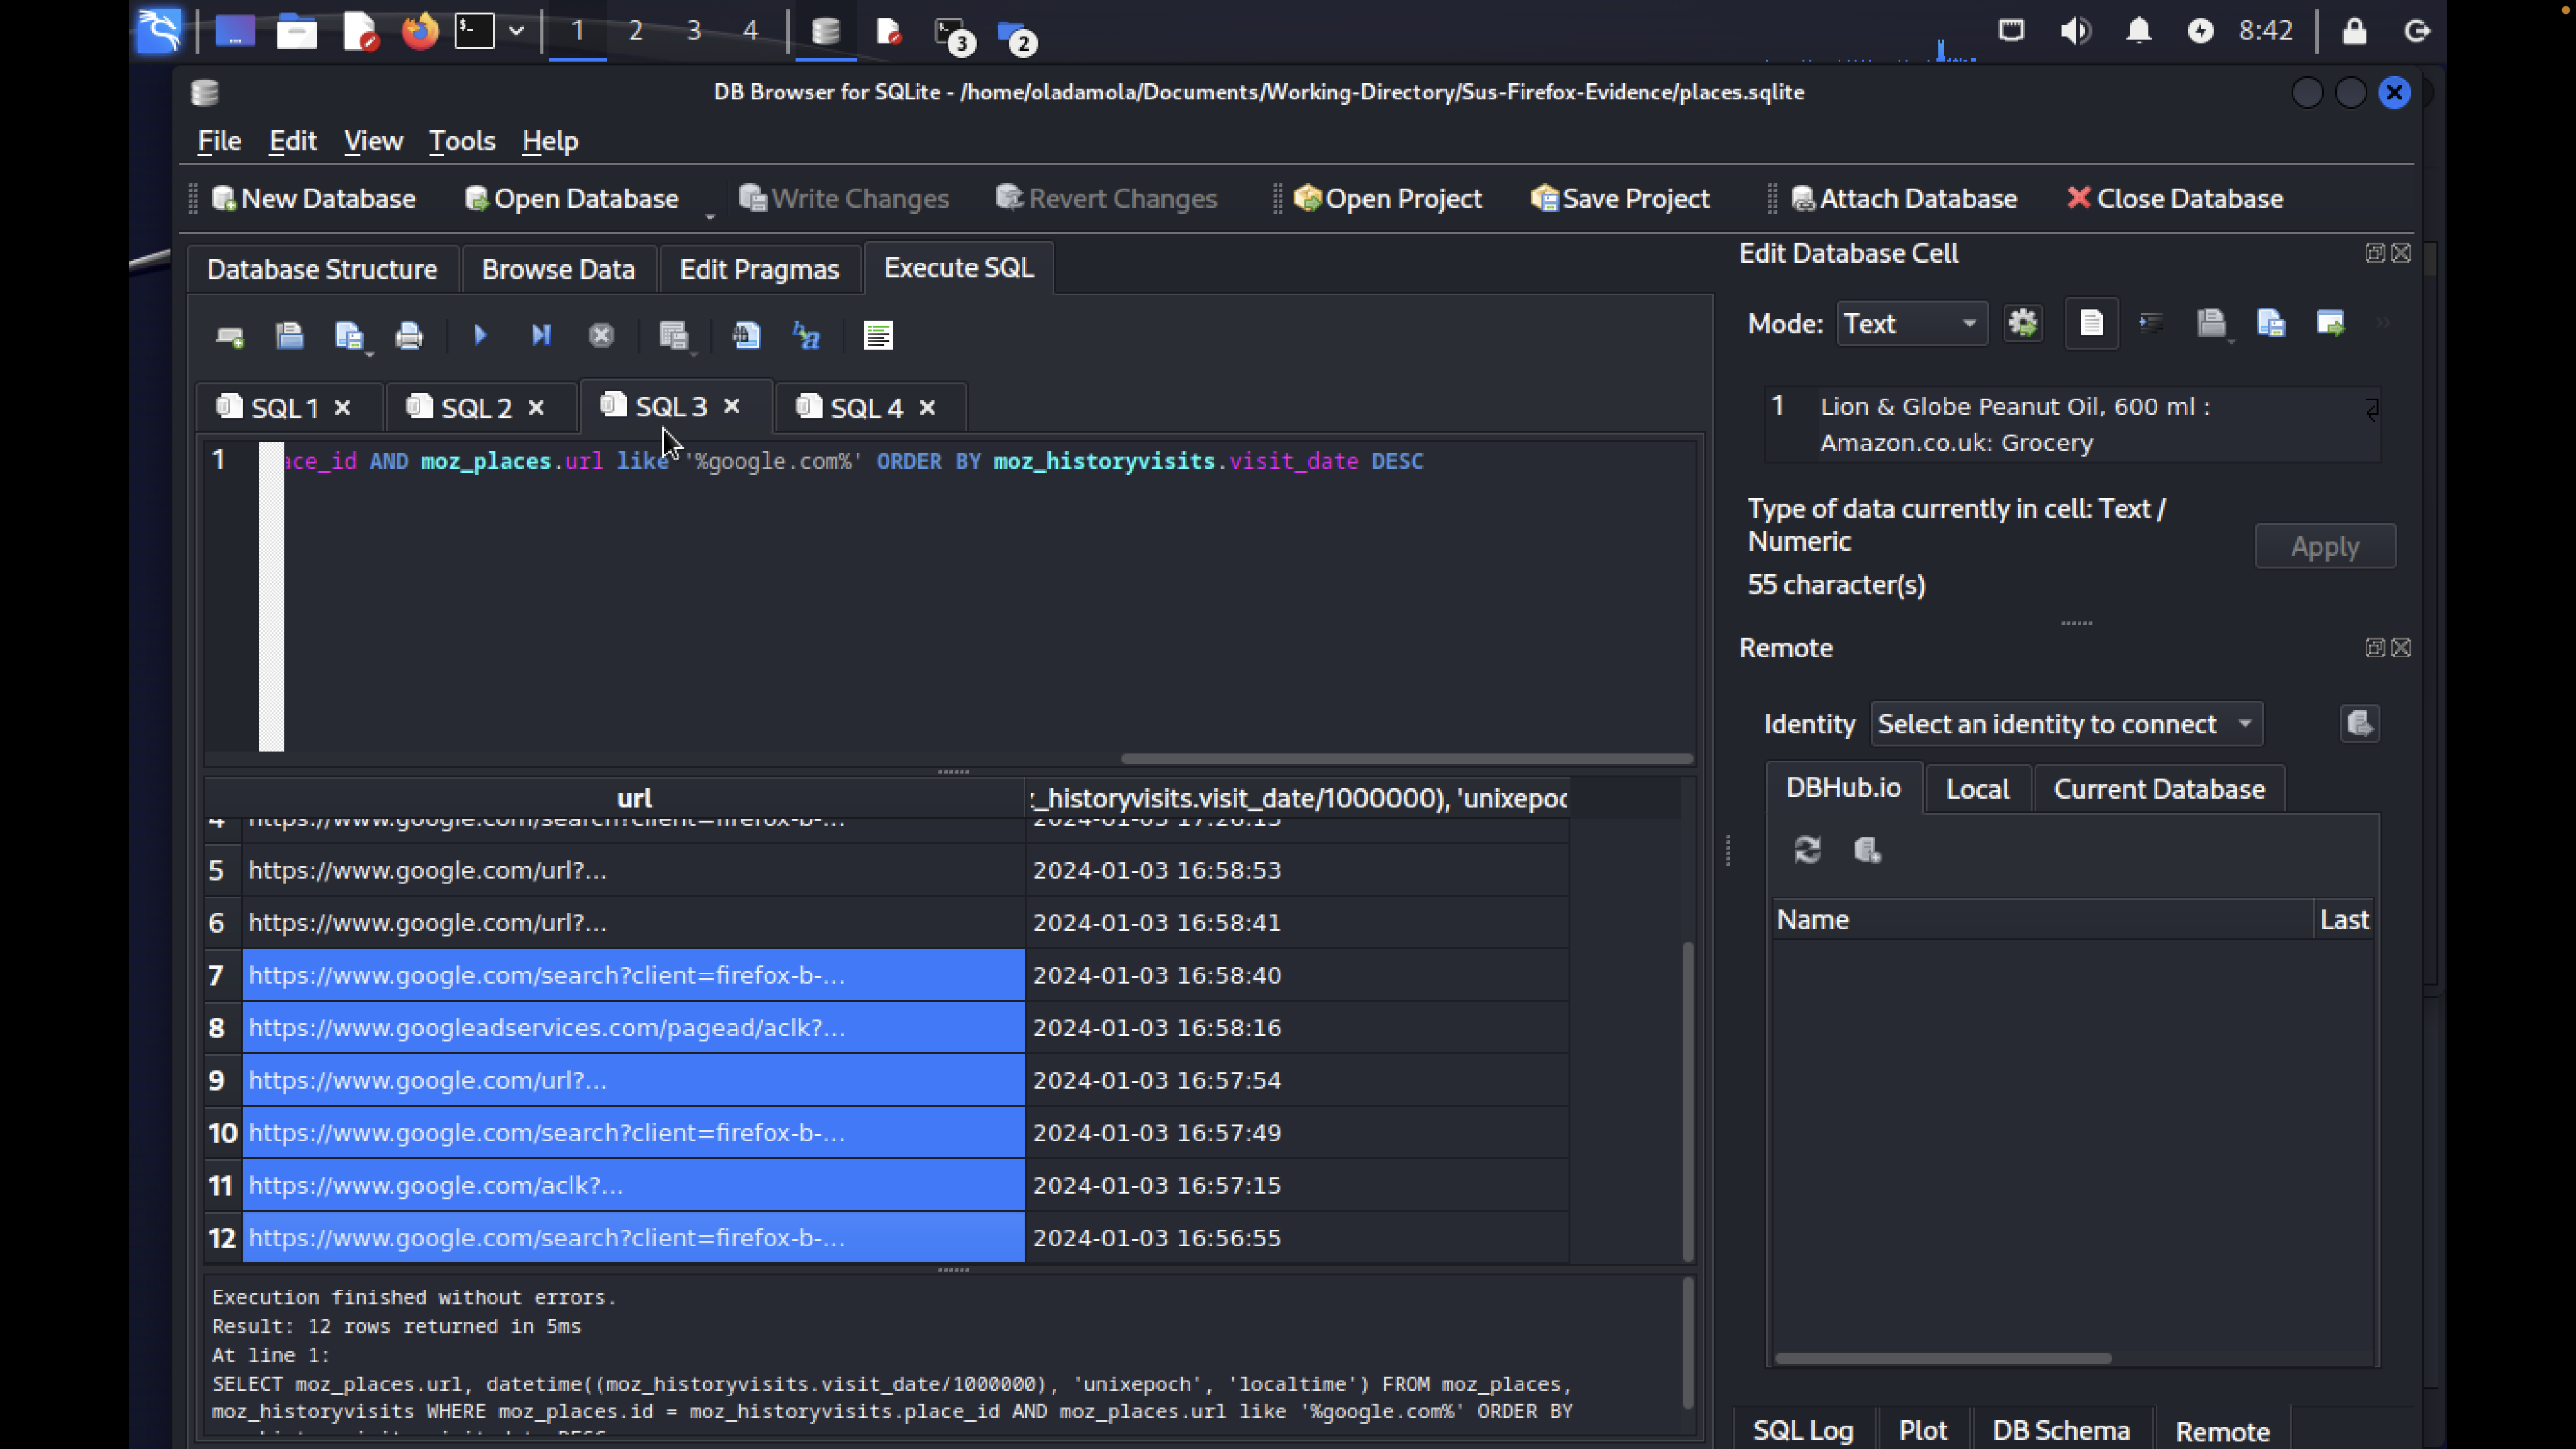 $-
1 2 3 4
3
2
8:42
DB Browser for SQLite - /home/oladamola/Documents/Working-Directory/Sus-Firefox-Evidence/places.sqlite
File Edit View Tools Help
New Database Open Database Write Changes Revert Changes Open Project Save Project Attach Database Close Database
Database Structure Browse Data Edit Pragmas Execute SQL
SQL 1 SQL 2 SQL 3 SQL 4
1 ace_id AND moz_places.url like '%google.com%' ORDER BY moz_historyvisits.visit_date DESC
url z_historyvisits.visit_date/1000000), 'unixepoc
4 https://www.google.com/search?client=firefox-b-...
5 https://www.google.com/url?... 2024-01-03 16:58:53
6 https://www.google.com/url?... 2024-01-03 16:58:41
7 https://www.google.com/search?client=firefox-b-... 2024-01-03 16:58:40
8 https://www.googleadservices.com/pagead/aclk?... 2024-01-03 16:58:16
9 https://www.google.com/url?... 2024-01-03 16:57:54
10 https://www.google.com/search?client=firefox-b-... 2024-01-03 16:57:49
11 https://www.google.com/aclk?... 2024-01-03 16:57:15
12 https://www.google.com/search?client=firefox-b-... 2024-01-03 16:56:55
Execution finished without errors.
Result: 12 rows returned in 5ms
At line 1:
SELECT moz_places.url, datetime((moz_historyvisits.visit_date/1000000), 'unixepoch', 'localtime') FROM moz_places,
moz_historyvisits WHERE moz_places.id = moz_historyvisits.place_id AND moz_places.url like '%google.com%' ORDER BY
Edit Database Cell
Mode: Text
1 Lion & Globe Peanut Oil, 600 ml :
Amazon.co.uk: Grocery
Type of data currently in cell: Text /
Numeric
55 character(s)
Apply
Remote
Identity Select an identity to connect
DBHub.io Local Current Database
Name Last
SQL Log Plot DB Schema Remote